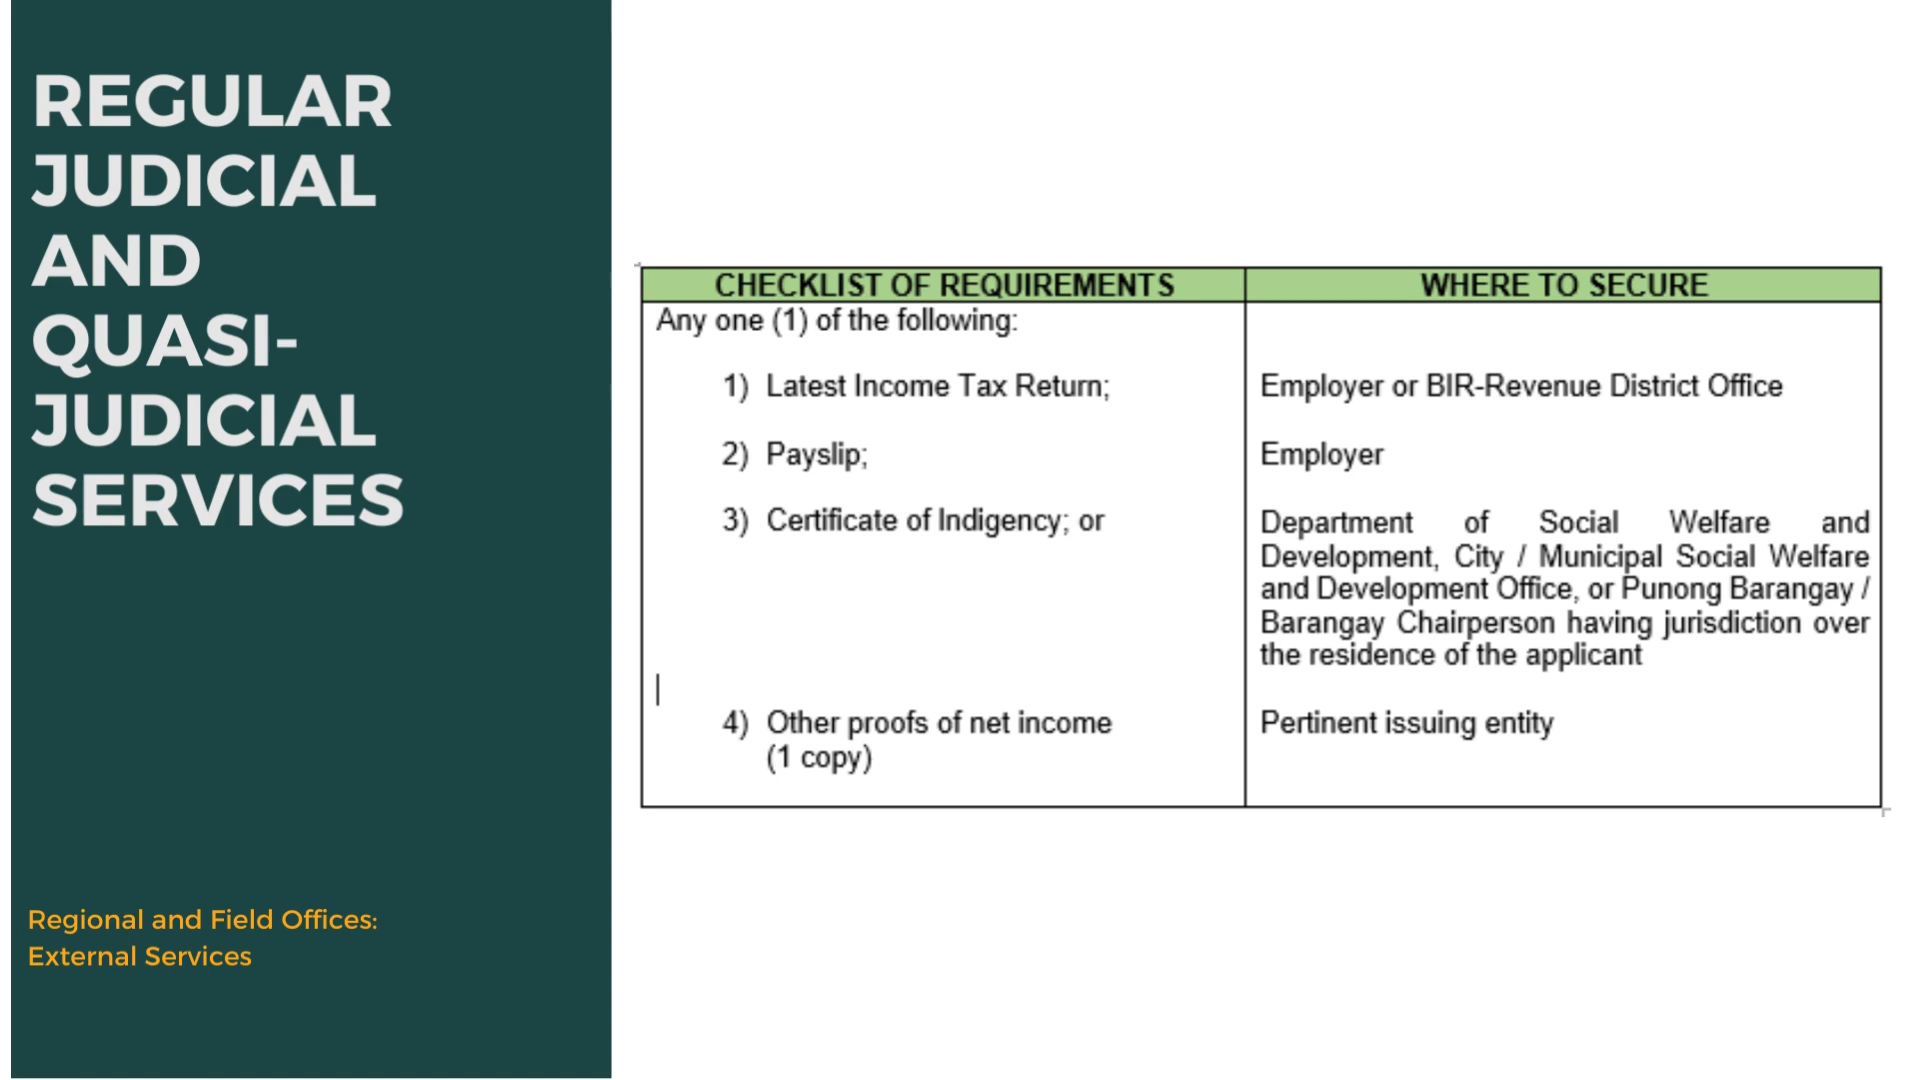 REGULAR
JUDICIAL
AND
QUASI-
JUDICIAL
SERVICES
Regional and Field Offices:
External Services
CHECKLIST OF REQUIREMENTS
WHERE TO SECURE
Any one (1) of the following:
1) Latest Income Tax Return;
Employer or BIR-Revenue District Office
2) Payslip;
Employer
3) Certificate of Indigency; or
Department of Social Welfare and
Development, City / Municipal Social Welfare
and Development Office, or Punong Barangay /
Barangay Chairperson having jurisdiction over
the residence of the applicant
4) Other proofs of net income
(1 copy)
Pertinent issuing entity